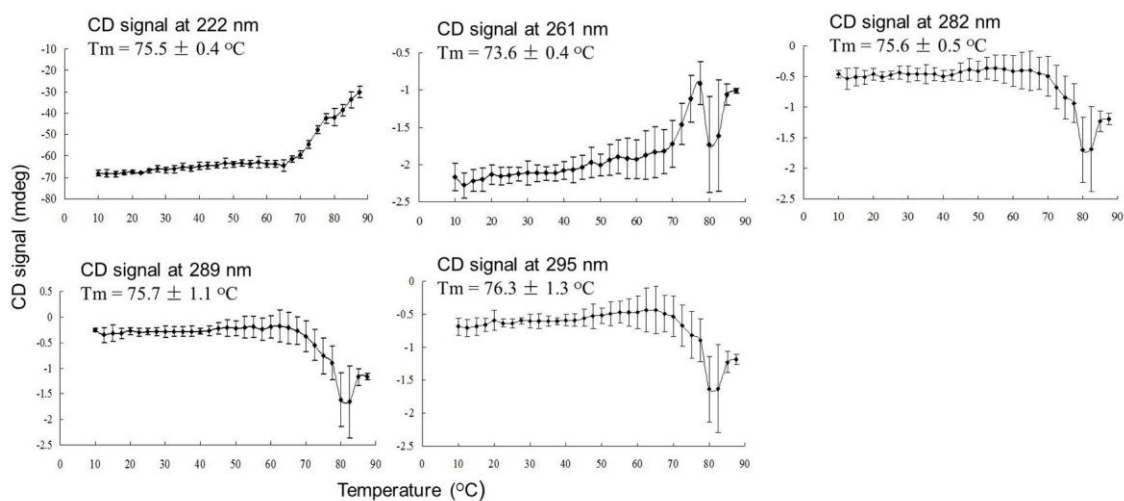 CD signal at 222 nm
Tm = 75.5 ± 0.4 °C
-10
-20
-30
-40
-50
-60
-70
-80
0 10 20 30 40 50 60 70 80 90
CD signal at 261 nm
Tm = 73.6 ± 0.4 °C
-0.5
-1
-1.5
-2
-2.5
0 10 20 30 40 50 60 70 80 90
CD signal at 282 nm
Tm = 75.6 ± 0.5 °C
0
-0.5
-1
-1.5
-2
-2.5
0 10 20 30 40 50 60 70 80 90
CD signal (mdeg)
CD signal at 289 nm
Tm = 75.7 ± 1.1 °C
0.5
0
-0.5
-1
-1.5
-2
-2.5
0 10 20 30 40 50 60 70 80 90
CD signal at 295 nm
Tm = 76.3 ± 1.3 °C
0
-0.5
-1
-1.5
-2
-2.5
0 10 20 30 40 50 60 70 80 90
Temperature (°C)